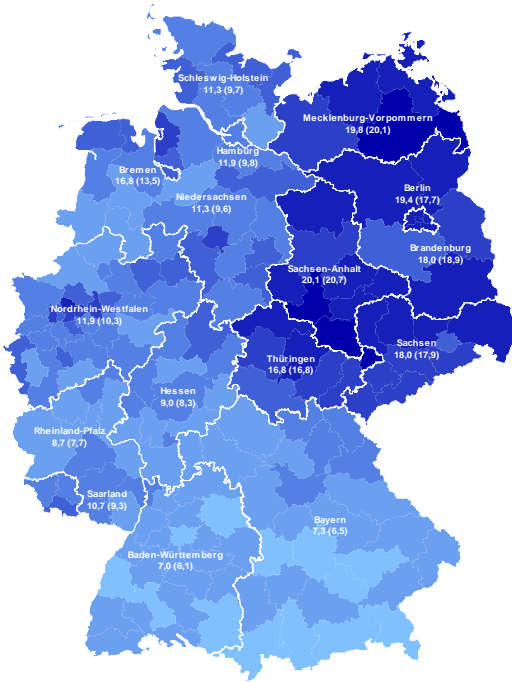 Schleswig-Holstein
11,3 (9,7)
Mecklenburg-Vorpommern
19,8 (20,1)
Hamburg
11,9 (9,8)
Bremen
16,8 (13,5)
Niedersachsen
11,3 (9,6)
Berlin
19,4 (17,7)
Brandenburg
18,0 (18,9)
Sachsen-Anhalt
20,1 (20,7)
Nordrhein-Westfalen
11,9 (10,3)
Sachsen
18,0 (17,9)
Thüringen
16,8 (16,8)
Hessen
9,0 (8,3)
Rheinland-Pfalz
8,7 (7,7)
Saarland
10,7 (9,3)
Bayern
7,3 (6,5)
Baden-Württemberg
7,0 (6,1)